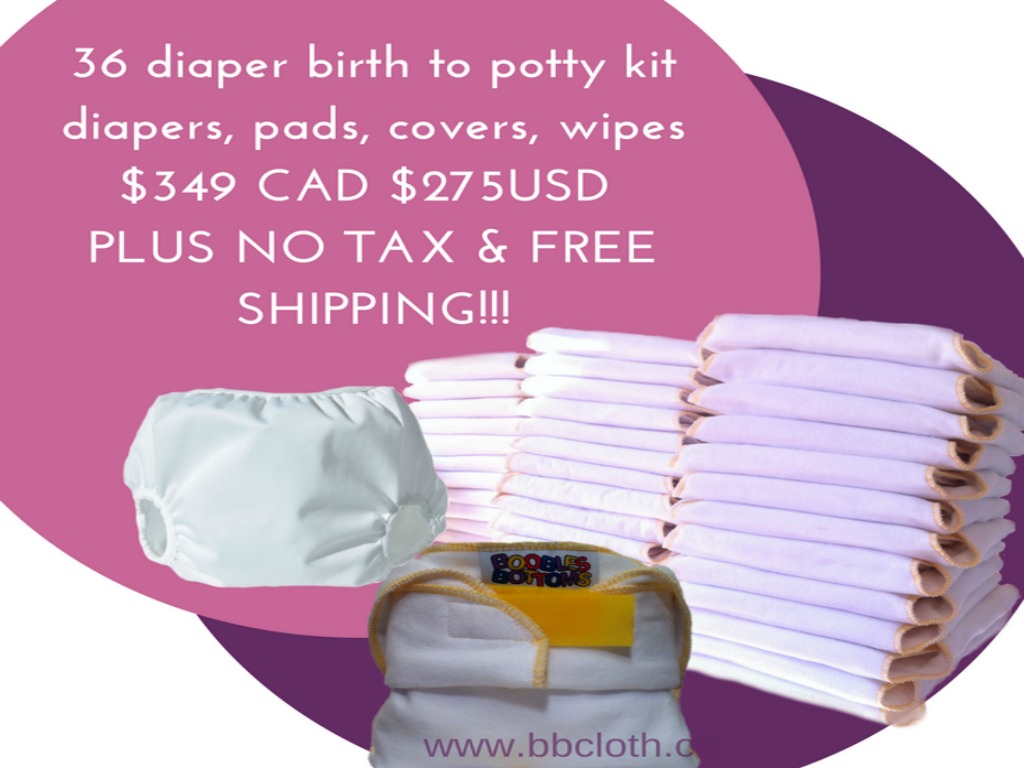 36 diaper birth to potty kit
diapers, pads, covers, wipes
$349 CAD $275USD
PLUS NO TAX & FREE
SHIPPING!!!
BOOBLES
BOTTOMS
www.bbcloth.c